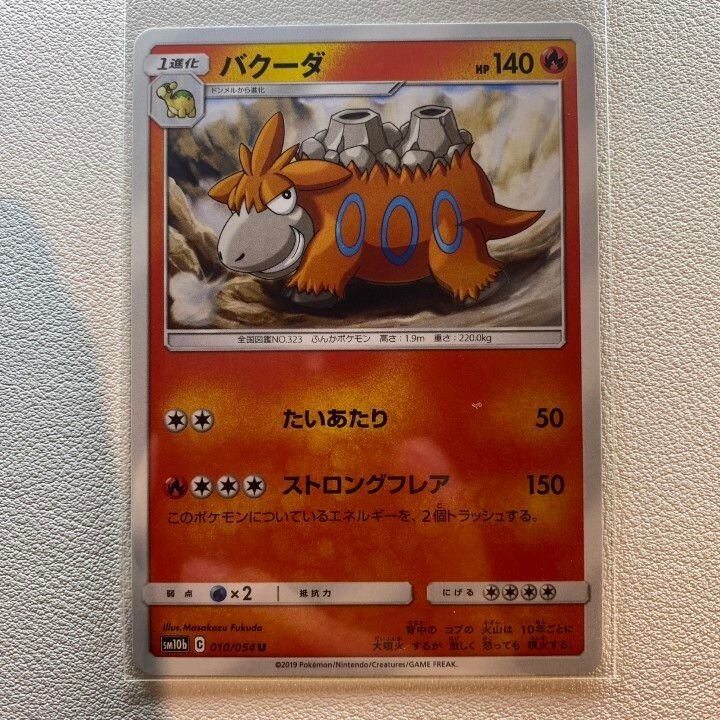 1進化 バクーダ HP 140
ドンメルから進化
全国図鑑NO.323 ふんかポケモン 高さ：1.9m 重さ：220.0kg
たいあたり 50
ストロングフレア 150
このポケモンについているエネルギーを、2個トラッシュする。
弱点 ×2 抵抗力 にげる
Illus.Masakazu Fukuda
背中の コブの 火山は 10年ごとに
大噴火 するが 激しく 怒っても 噴火する。
sm10b C 010/054 U
©2019 Pokémon/Nintendo/Creatures/GAME FREAK.